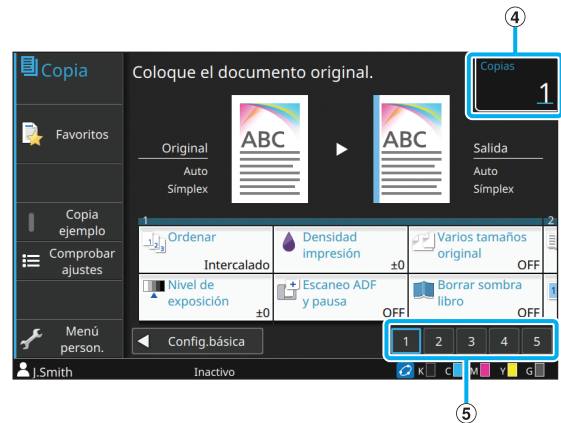 ④
Copia
Coloque el documento original.
Copias
1
Favoritos
Original
Auto
Símplex
ABC
ABC
Salida
Auto
Símplex
Copia
ejemplo
Comprobar
ajustes
Menú
person.
1
2
Ordenar
Intercalado
Densidad
impresión
±0
Varios tamaños
original
OFF
Nivel de
exposición
±0
Escaneo ADF
y pausa
OFF
Borrar sombra
libro
OFF
Config.básica
1 2 3 4 5
J.Smith
Inactivo
K C M Y G
⑤